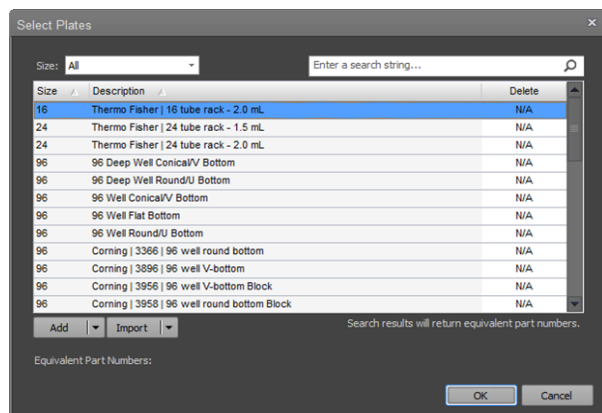 Select Plates
Size: All
Enter a search string...
Size Description Delete
16 Thermo Fisher | 16 tube rack - 2.0 mL N/A
24 Thermo Fisher | 24 tube rack - 1.5 mL N/A
24 Thermo Fisher | 24 tube rack - 2.0 mL N/A
96 96 Deep Well Conical/V Bottom N/A
96 96 Deep Well Round/U Bottom N/A
96 96 Well Conical/V Bottom N/A
96 96 Well Flat Bottom N/A
96 96 Well Round/U Bottom N/A
96 Corning | 3366 | 96 well round bottom N/A
96 Corning | 3896 | 96 well V-bottom N/A
96 Corning | 3956 | 96 well V-bottom Block N/A
96 Corning | 3958 | 96 well round bottom Block N/A
Add Import Search results will return equivalent part numbers.
Equivalent Part Numbers:
OK Cancel